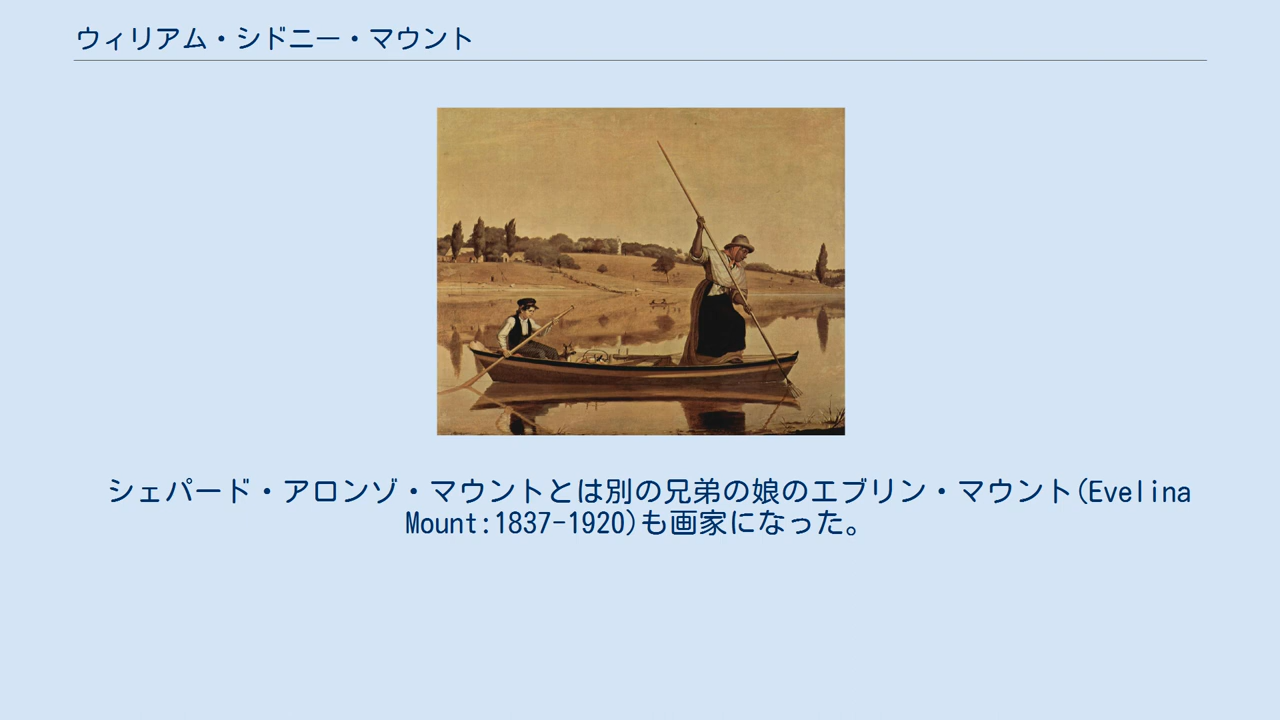 ウィリアム・シドニー・マウント
シェパード・アロンゾ・マウントとは別の兄弟の娘のエブリン・マウント(Evelina
Mount:1837-1920)も画家になった。